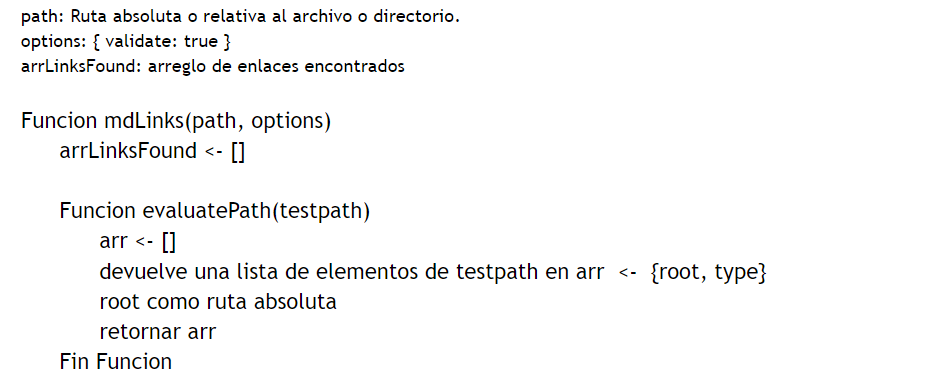 path: Ruta absoluta o relativa al archivo o directorio.
options: { validate: true }
arrLinksFound: arreglo de enlaces encontrados
Funcion mdLinks(path, options)
arrLinksFound <- []
Funcion evaluatePath(testpath)
arr <- []
devuelve una lista de elementos de testpath en arr <- {root, type}
root como ruta absoluta
retornar arr
Fin Funcion